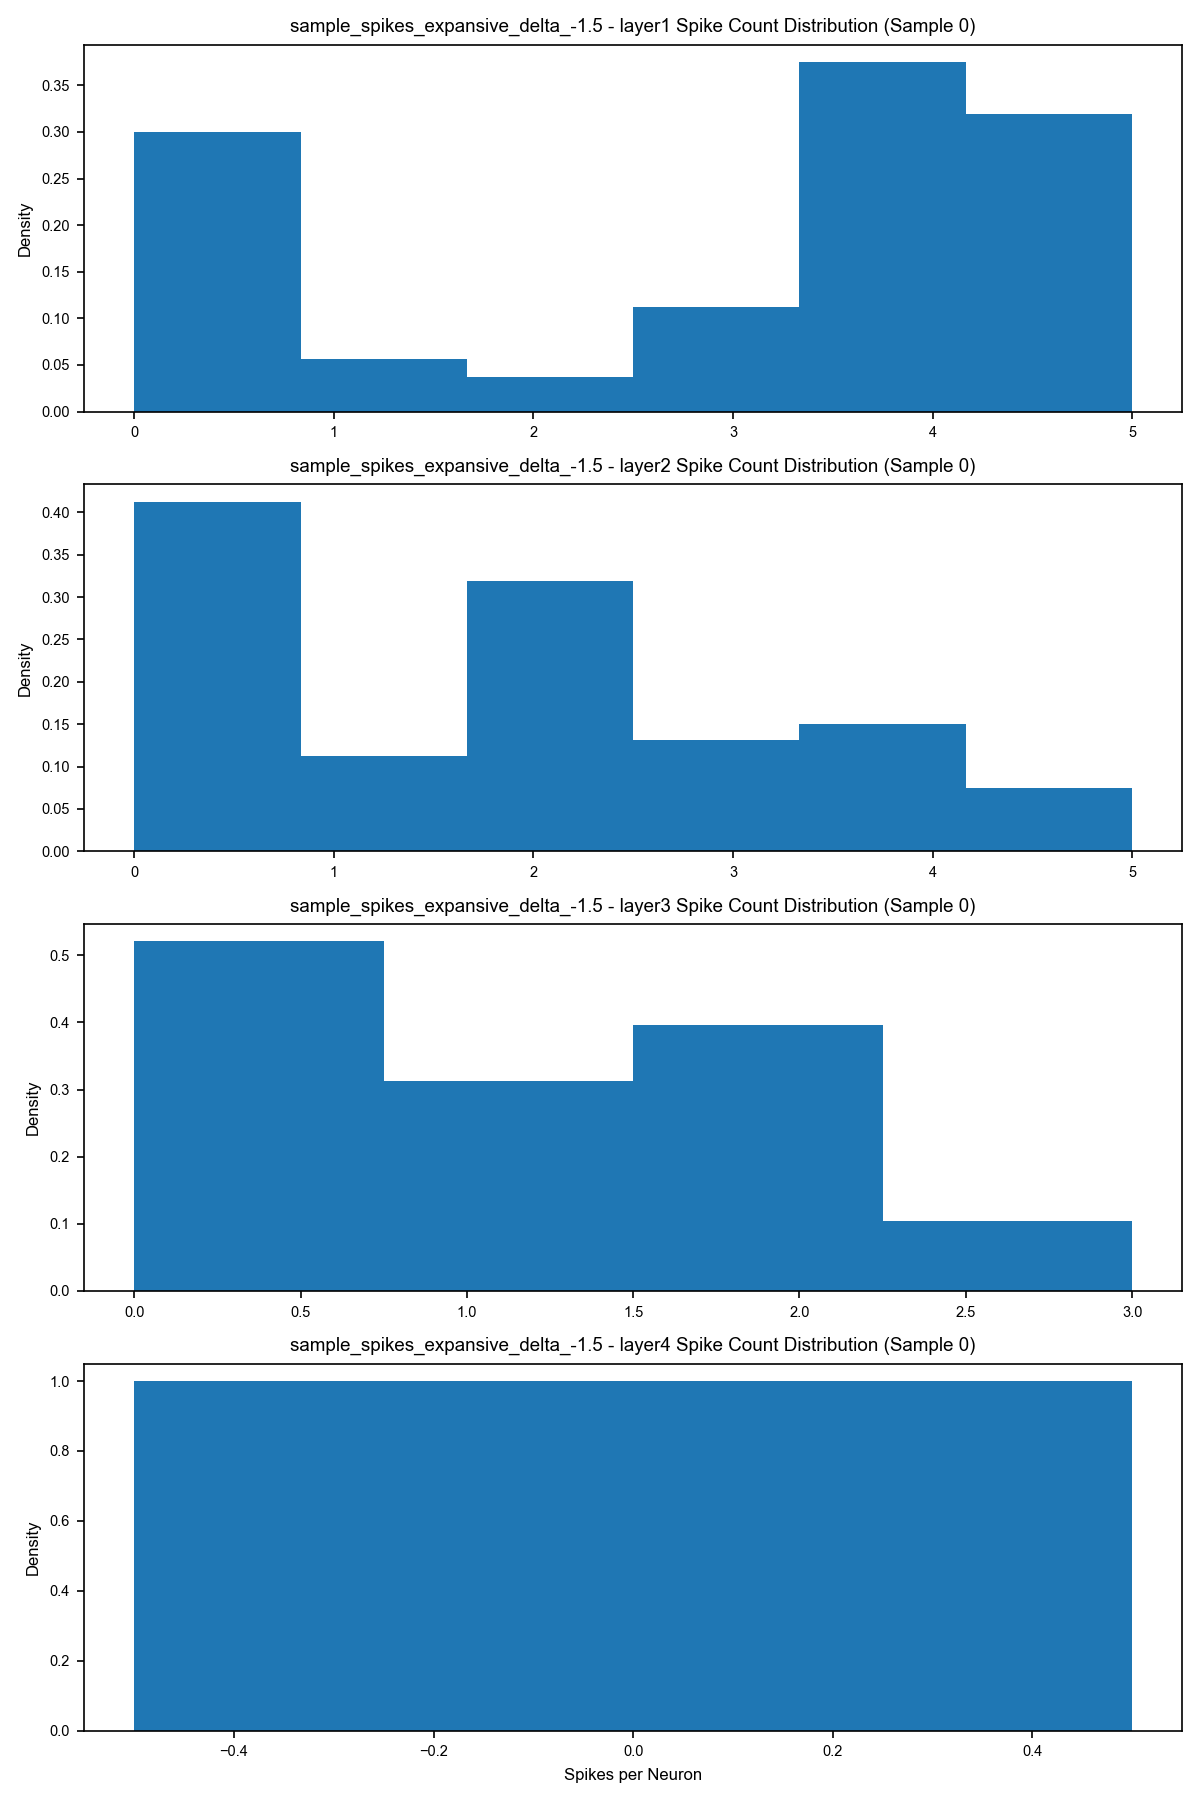 sample_spikes_expansive_delta_-1.5 - layer1 Spike Count Distribution (Sample 0)
0.35
0.30
0.25
0.20
0.15
0.10
0.05
0.00
Density
0 1 2 3 4 5
sample_spikes_expansive_delta_-1.5 - layer2 Spike Count Distribution (Sample 0)
0.40
0.35
0.30
0.25
0.20
0.15
0.10
0.05
0.00
Density
0 1 2 3 4 5
sample_spikes_expansive_delta_-1.5 - layer3 Spike Count Distribution (Sample 0)
0.5
0.4
0.3
0.2
0.1
0.0
Density
0.0 0.5 1.0 1.5 2.0 2.5 3.0
sample_spikes_expansive_delta_-1.5 - layer4 Spike Count Distribution (Sample 0)
1.0
0.8
0.6
0.4
0.2
0.0
Density
−0.4 −0.2 0.0 0.2 0.4
Spikes per Neuron